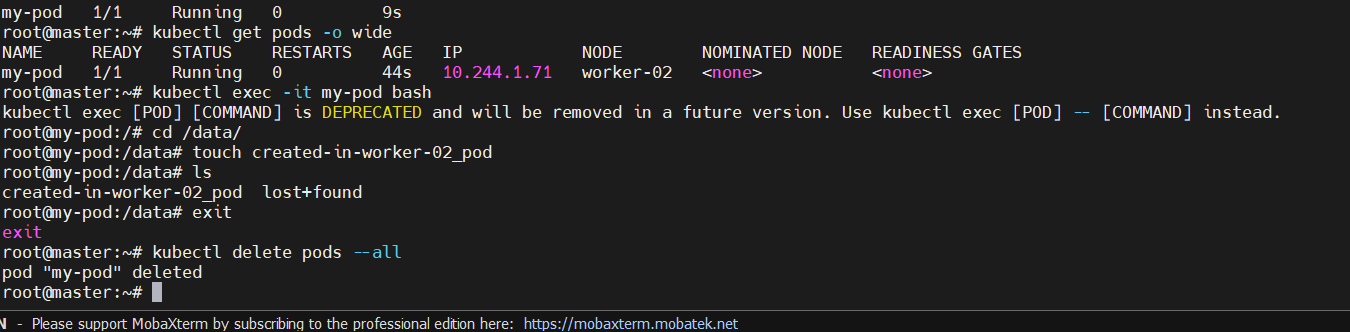 my-pod   1/1     Running   0          9s
root@master:~# kubectl get pods -o wide
NAME     READY   STATUS    RESTARTS   AGE   IP            NODE        NOMINATED NODE   READINESS GATES
my-pod   1/1     Running   0          44s   10.244.1.71   worker-02   <none>           <none>
root@master:~# kubectl exec -it my-pod bash
kubectl exec [POD] [COMMAND] is DEPRECATED and will be removed in a future version. Use kubectl exec [POD] -- [COMMAND] instead.
root@my-pod:/# cd /data/
root@my-pod:/data# touch created-in-worker-02_pod
root@my-pod:/data# ls
created-in-worker-02_pod  lost+found
root@my-pod:/data# exit
exit
root@master:~# kubectl delete pods --all
pod "my-pod" deleted
root@master:~#
N  -  Please support MobaXterm by subscribing to the professional edition here:  https://mobaxterm.mobatek.net